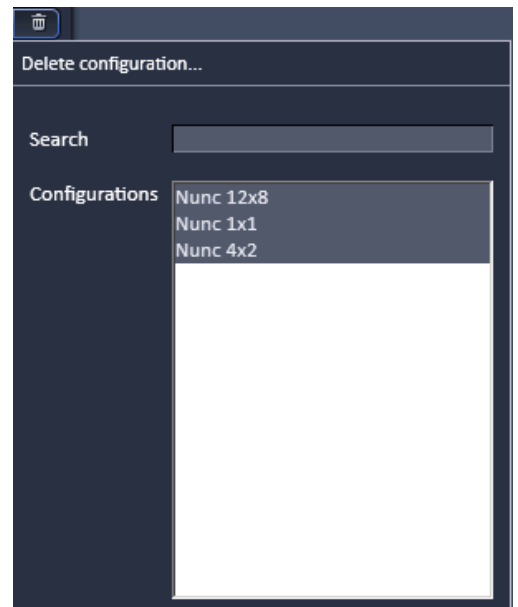 Delete configuration...
Search
Configurations
Nunc 12x8
Nunc 1x1
Nunc 4x2